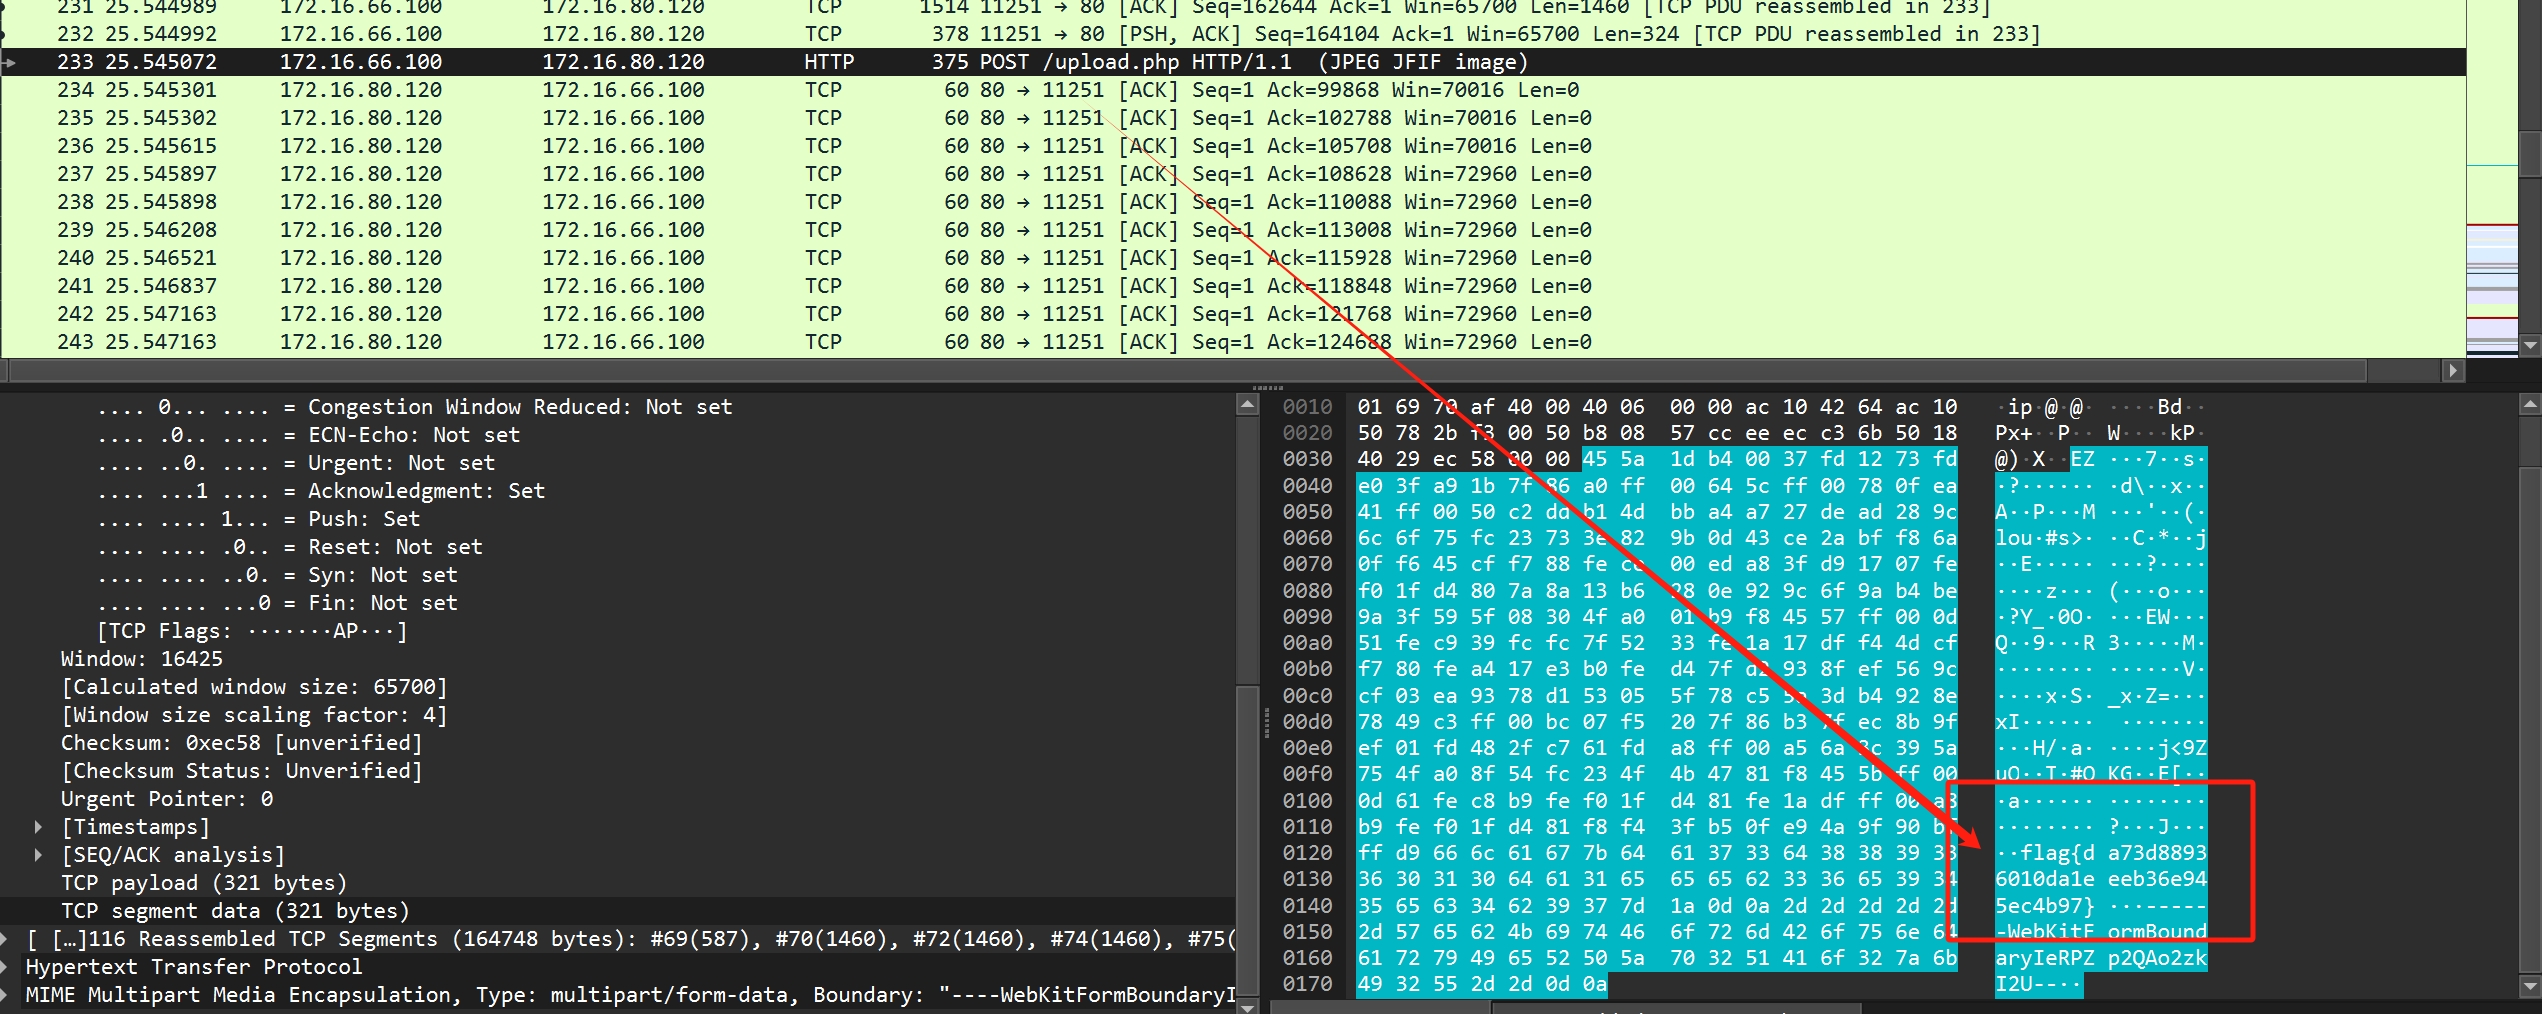 231 25.544989 172.16.66.100 172.16.80.120 TCP 1514 11251 → 80 [ACK] Seq=162644 Ack=1 Win=65700 Len=1460 [TCP PDU reassembled in 233]
232 25.544992 172.16.66.100 172.16.80.120 TCP 378 11251 → 80 [PSH, ACK] Seq=164104 Ack=1 Win=65700 Len=324 [TCP PDU reassembled in 233]
233 25.545072 172.16.66.100 172.16.80.120 HTTP 375 POST /upload.php HTTP/1.1 (JPEG JFIF image)
234 25.545301 172.16.80.120 172.16.66.100 TCP 60 80 → 11251 [ACK] Seq=1 Ack=99868 Win=70016 Len=0
235 25.545302 172.16.80.120 172.16.66.100 TCP 60 80 → 11251 [ACK] Seq=1 Ack=102788 Win=70016 Len=0
236 25.545615 172.16.80.120 172.16.66.100 TCP 60 80 → 11251 [ACK] Seq=1 Ack=105708 Win=70016 Len=0
237 25.545897 172.16.80.120 172.16.66.100 TCP 60 80 → 11251 [ACK] Seq=1 Ack=108628 Win=72960 Len=0
238 25.545898 172.16.80.120 172.16.66.100 TCP 60 80 → 11251 [ACK] Seq=1 Ack=110088 Win=72960 Len=0
239 25.546208 172.16.80.120 172.16.66.100 TCP 60 80 → 11251 [ACK] Seq=1 Ack=113008 Win=72960 Len=0
240 25.546521 172.16.80.120 172.16.66.100 TCP 60 80 → 11251 [ACK] Seq=1 Ack=115928 Win=72960 Len=0
241 25.546837 172.16.80.120 172.16.66.100 TCP 60 80 → 11251 [ACK] Seq=1 Ack=118848 Win=72960 Len=0
242 25.547163 172.16.80.120 172.16.66.100 TCP 60 80 → 11251 [ACK] Seq=1 Ack=121768 Win=72960 Len=0
243 25.547163 172.16.80.120 172.16.66.100 TCP 60 80 → 11251 [ACK] Seq=1 Ack=124688 Win=72960 Len=0
.... 0... .... = Congestion Window Reduced: Not set
.... .0.. .... = ECN-Echo: Not set
.... ..0. .... = Urgent: Not set
.... ...1 .... = Acknowledgment: Set
.... .... 1... = Push: Set
.... .... .0.. = Reset: Not set
.... .... ..0. = Syn: Not set
.... .... ...0 = Fin: Not set
[TCP Flags: ·······AP···]
Window: 16425
[Calculated window size: 65700]
[Window size scaling factor: 4]
Checksum: 0xec58 [unverified]
[Checksum Status: Unverified]
Urgent Pointer: 0
[Timestamps]
[SEQ/ACK analysis]
TCP payload (321 bytes)
TCP segment data (321 bytes)
[ […]116 Reassembled TCP Segments (164748 bytes): #69(587), #70(1460), #72(1460), #74(1460), #75(
Hypertext Transfer Protocol
MIME Multipart Media Encapsulation, Type: multipart/form-data, Boundary: "----WebKitFormBoundaryI
0010 01 69 70 af 40 00 40 06 00 00 ac 10 42 64 ac 10 ·ip·@·@· ····Bd··
0020 50 78 2b f3 00 50 b8 08 57 cc ee ec c3 6b 50 18 Px+··P·· W····kP·
0030 40 29 ec 58 00 00 45 5a 1d b4 00 37 fd 12 73 fd @)·X··EZ ···7··s·
0040 e0 3f a9 1b 7f 86 a0 ff 00 64 5c ff 00 78 0f ea ·?······ ·d\··x··
0050 41 ff 00 50 c2 dd b1 4d bb a4 a7 27 de ad 28 9c A··P···M ···'··(·
0060 6c 6f 75 fc 23 73 3e 82 9b 0d 43 ce 2a bf f8 6a lou·#s>· ··C·*··j
0070 0f f6 45 cf f7 88 fe 00 ed a8 3f d9 17 07 fe ··E····· ··?·····
0080 f0 1f d4 80 7a 8a 13 b6 28 0e 92 9c 6f 9a b4 be ····z··· (···o···
0090 9a 3f 59 5f 08 30 4f a0 01 b9 f8 45 57 ff 00 0d ·?Y_·0O· ···EW···
00a0 51 fe c9 39 fc fc 7f 52 33 fe 1a 17 df f4 4d cf Q··9···R 3·····M·
00b0 f7 80 fe a4 17 e3 b0 fe d4 7f d2 93 8f ef 56 9c ········ ······V·
00c0 cf 03 ea 93 78 d1 53 05 5f 78 c5 5a 3d b4 92 8e ····x·S· _x·Z=···
00d0 78 49 c3 ff 00 bc 07 f5 20 7f 86 b3 7f ec 8b 9f xI······ ·······
00e0 ef 01 fd 48 2f c7 61 fd a8 ff 00 a5 6a 3c 39 5a ···H/·a· ····j<9Z
00f0 75 4f a0 8f 54 fc 23 4f 4b 47 81 f8 45 5b ff 00 uO··T·#O KG··E[··
0100 0d 61 fe c8 b9 fe f0 1f d4 81 fe 1a df ff 00 a8 ·a······ ········
0110 b9 fe f0 1f d4 81 f8 f4 3f b5 0f e9 4a 9f 90 ········ ?···J···
0120 ff d9 66 6c 61 67 7b 64 61 37 33 64 38 38 39 33 ··flag{d a73d8893
0130 36 30 31 30 64 61 31 65 65 65 62 33 36 65 39 34 6010da1e eeb36e94
0140 35 65 63 34 62 39 37 7d 1a 0d 0a 2d 2d 2d 2d 2d 5ec4b97} ···-----
0150 2d 57 65 62 4b 69 74 46 6f 72 6d 42 6f 75 6e 64 -WebKitF ormBound
0160 61 72 79 49 65 52 50 5a 70 32 51 41 6f 32 7a 6b aryIeRPZ p2QAo2zk
0170 49 32 55 2d 2d 0d 0a I2U--··